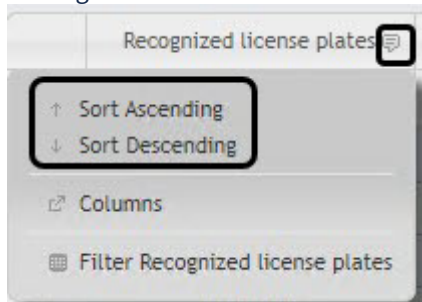 Recognized license plates
↑ Sort Ascending
↓ Sort Descending
Columns
Filter Recognized license plates